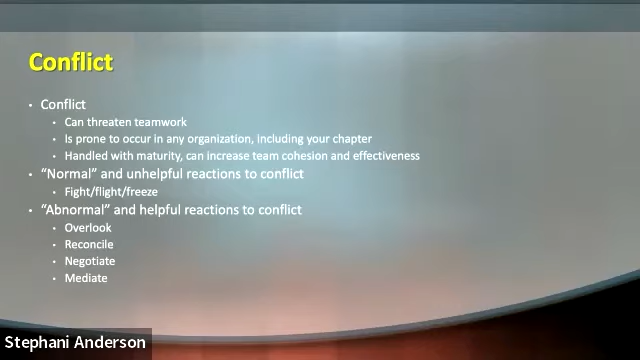 Conflict
• Conflict
• Can threaten teamwork
• Is prone to occur in any organization, including your chapter
• Handled with maturity, can increase team cohesion and effectiveness
• “Normal” and unhelpful reactions to conflict
• Fight/flight/freeze
• “Abnormal” and helpful reactions to conflict
• Overlook
• Reconcile
• Negotiate
• Mediate
Stephani Anderson